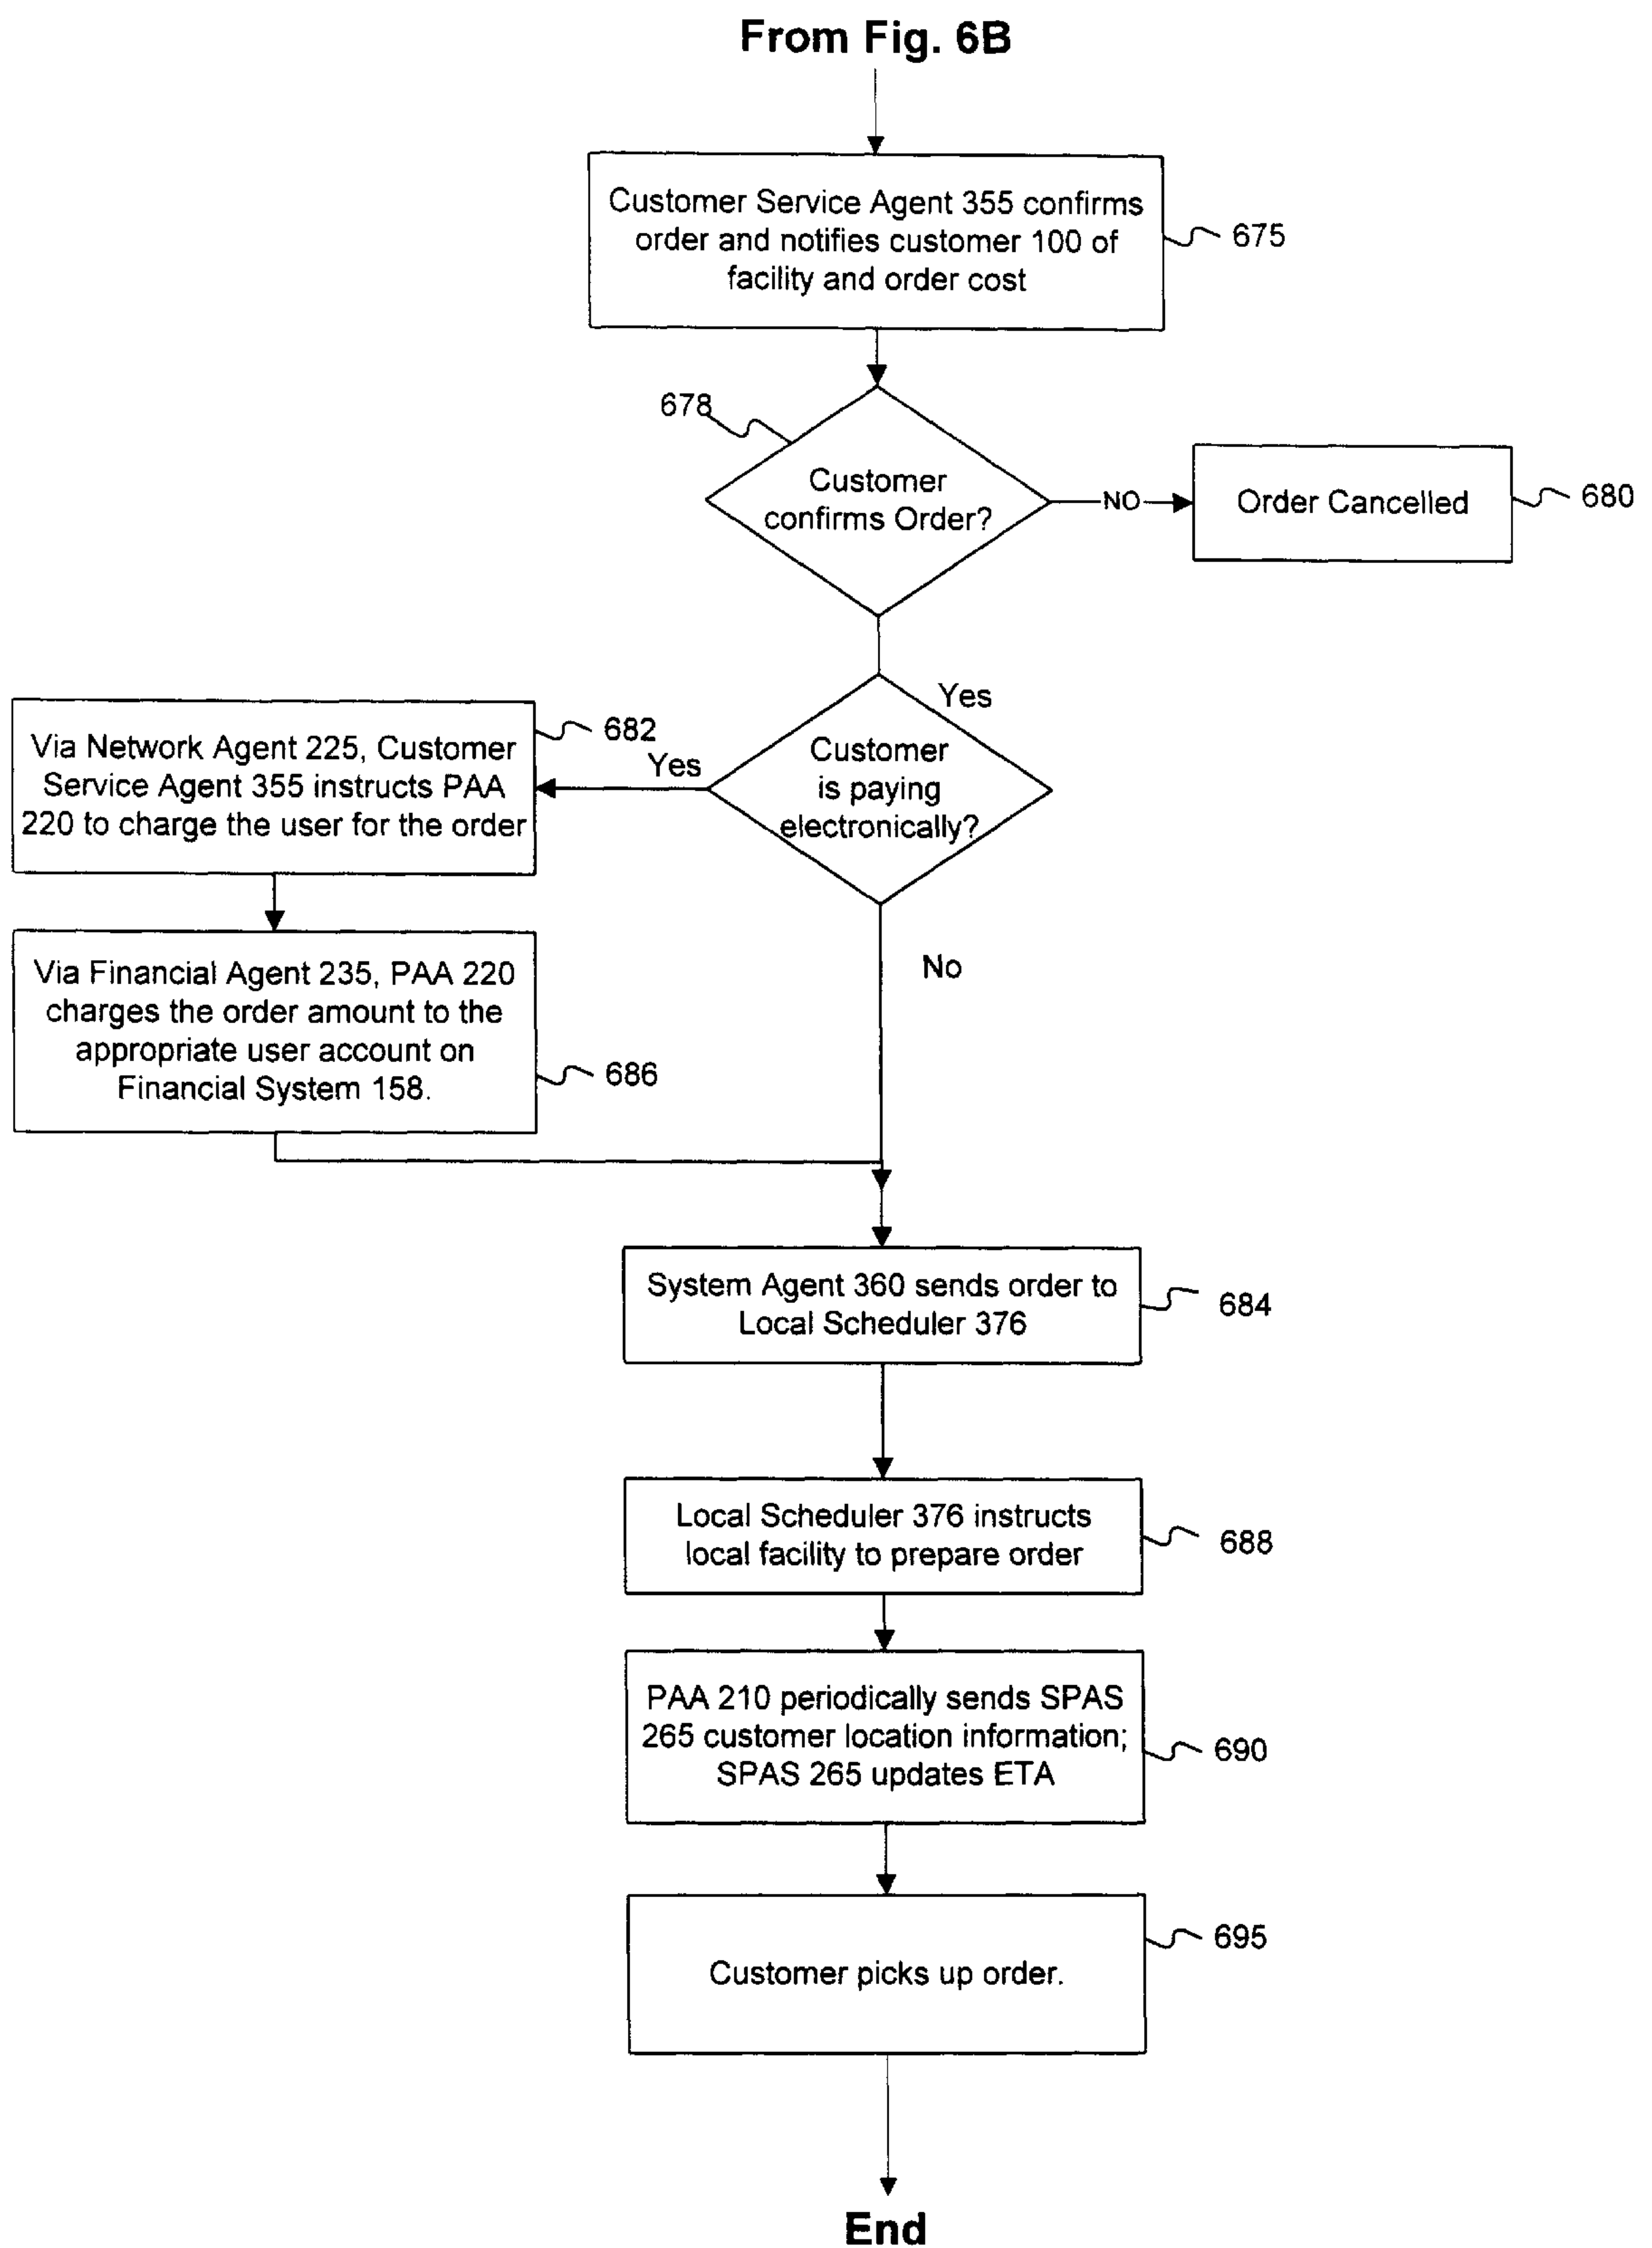 From Fig. 6B
Customer Service Agent 355 confirms
order and notifies customer 100 of
facility and order cost
675
678
Customer
confirms Order?
NO
Order Cancelled
680
Yes
Customer
is paying
electronically?
Yes
682
Via Network Agent 225, Customer
Service Agent 355 instructs PAA
220 to charge the user for the order
No
Via Financial Agent 235, PAA 220
charges the order amount to the
appropriate user account on
Financial System 158.
686
System Agent 360 sends order to
Local Scheduler 376
684
Local Scheduler 376 instructs
local facility to prepare order
688
PAA 210 periodically sends SPAS
265 customer location information;
SPAS 265 updates ETA
690
Customer picks up order.
695
End